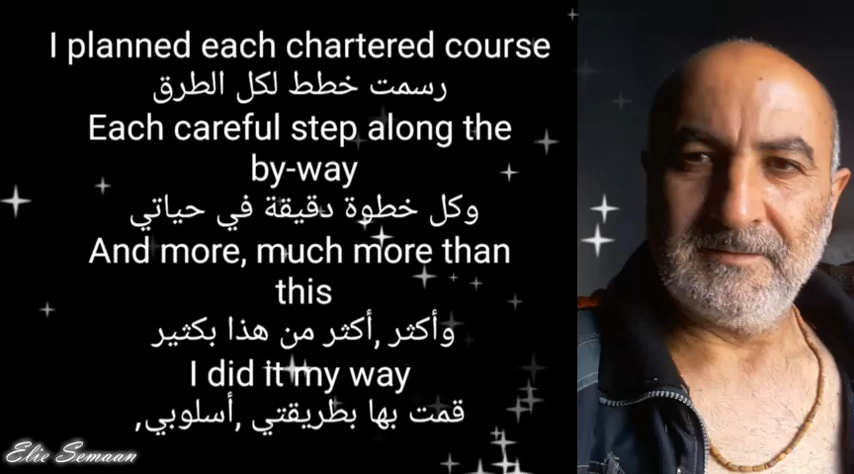 I planned each chartered course
رسمت خطط لكل الطرق
Each careful step along the
by-way
وكل خطوة دقيقة في حياتي
And more, much more than
this
وأكثر ,أكثر من هذا بكثير
I did it my way
قمت بها بطريقتي ,أسلوبي,
Elie Semaan